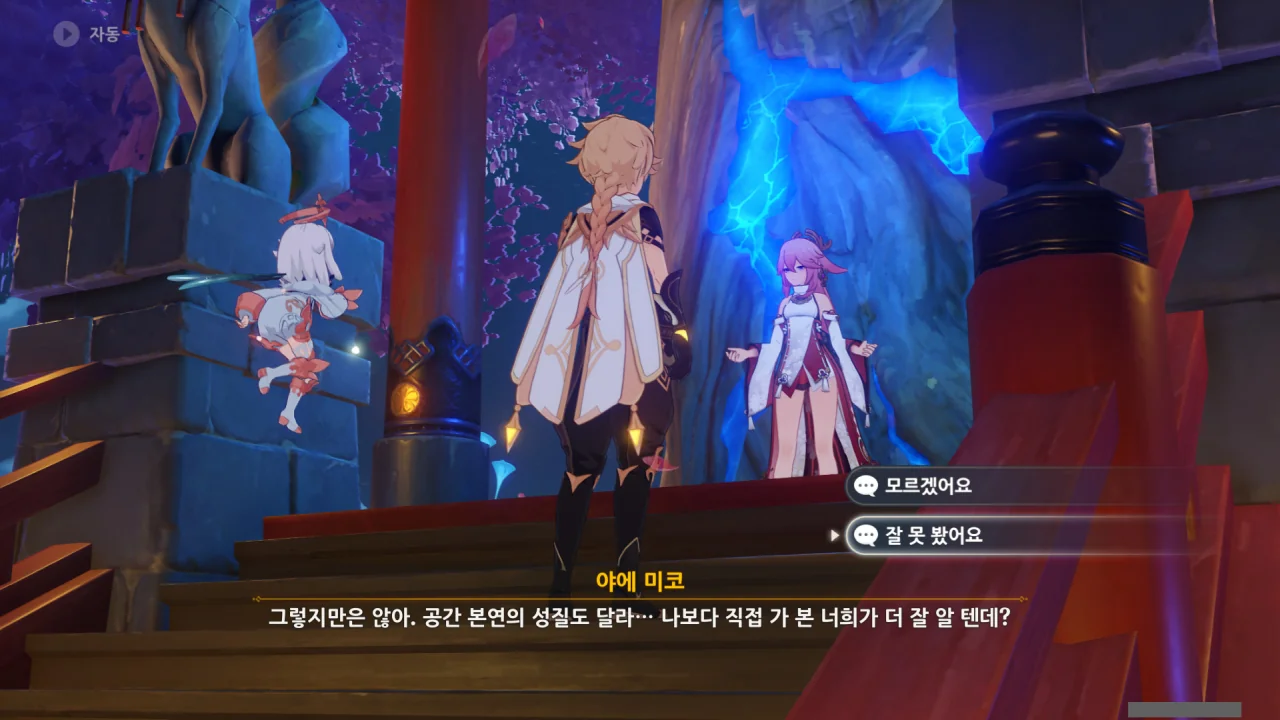 자동
모르겠어요
잘 못 봤어요
야에 미코
그렇지만은 않아. 공간 본연의 성질도 달라… 나보다 직접 가 본 너희가 더 잘 알 텐데?